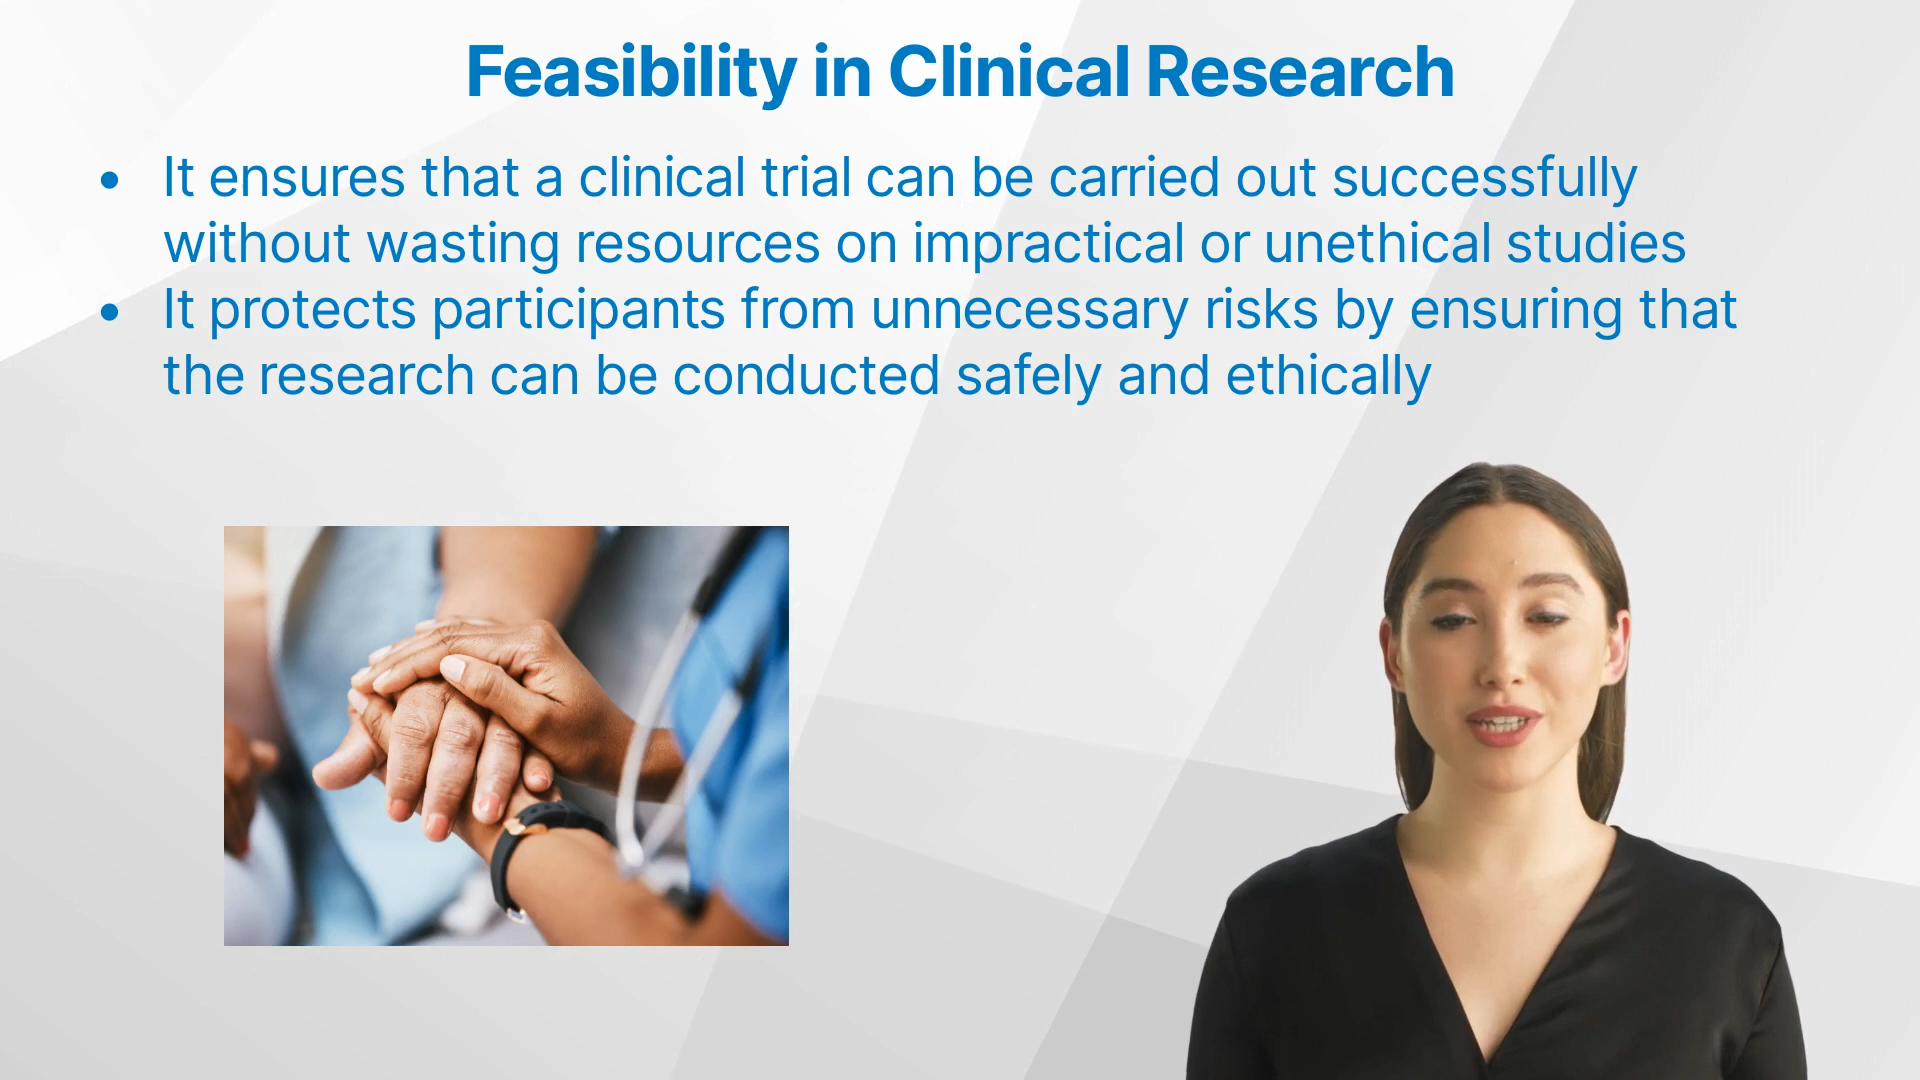 Feasibility in Clinical Research
• It ensures that a clinical trial can be carried out successfully
without wasting resources on impractical or unethical studies
• It protects participants from unnecessary risks by ensuring that
the research can be conducted safely and ethically